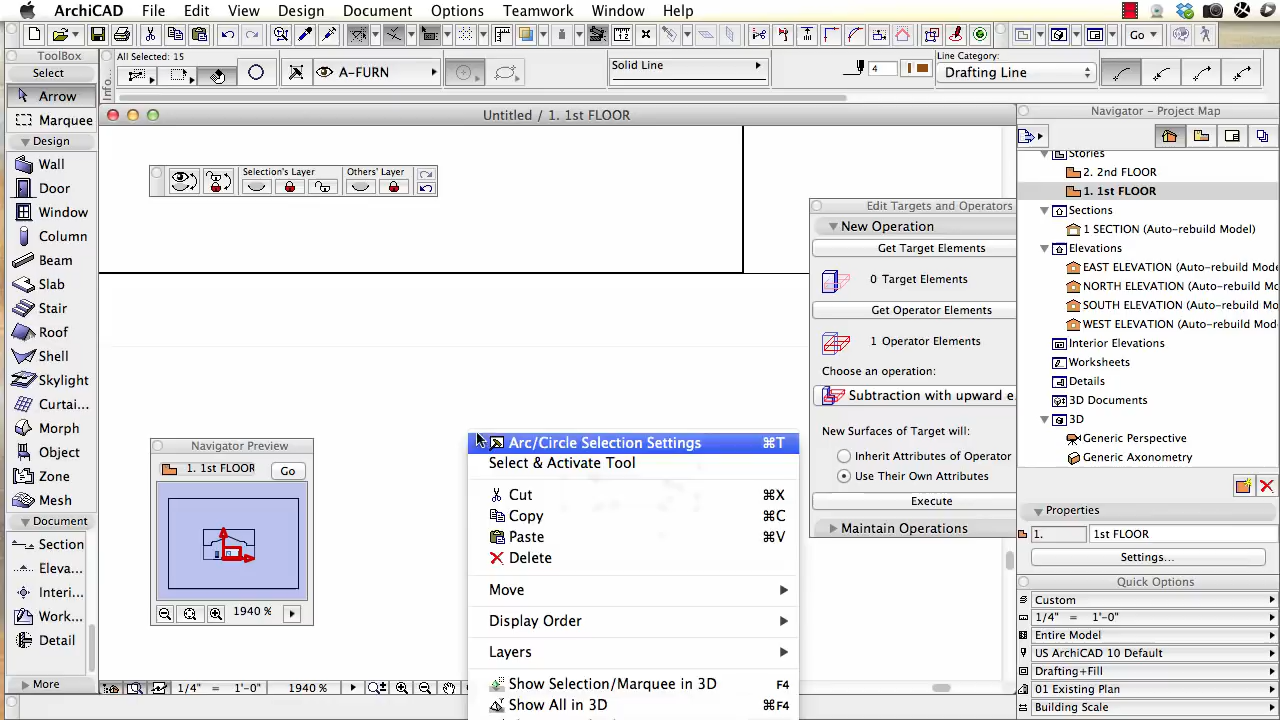 ArchiCAD File Edit View Design Document Options Teamwork Window Help
Go
ToolBox
Select
Arrow
Marquee
Design
Wall
Door
Window
Column
Beam
Slab
Stair
Roof
Shell
Skylight
Curtai...
Morph
Object
Zone
Mesh
Document
Section
Eleva...
Interi...
Work...
Detail
More
Info...
All Selected: 15
A-FURN
Solid Line
4
Line Category:
Drafting Line
Untitled / 1. 1st FLOOR
Selection's Layer
Others' Layer
Navigator Preview
1. 1st FLOOR
Go
1940 %
1/4" = 1'-0"
1940 %
Arc/Circle Selection Settings ⌘T
Select & Activate Tool
Cut ⌘X
Copy ⌘C
Paste ⌘V
Delete
Move
Display Order
Layers
Show Selection/Marquee in 3D F4
Show All in 3D ⌘F4
Edit Targets and Operators
New Operation
Get Target Elements
0 Target Elements
Get Operator Elements
1 Operator Elements
Choose an operation:
Subtraction with upward e.
New Surfaces of Target will:
Inherit Attributes of Operator
Use Their Own Attributes
Execute
Maintain Operations
Navigator - Project Map
Stories
2. 2nd FLOOR
1. 1st FLOOR
Sections
1 SECTION (Auto-rebuild Model)
Elevations
EAST ELEVATION (Auto-rebuild Mode
NORTH ELEVATION (Auto-rebuild Mo
SOUTH ELEVATION (Auto-rebuild Mo
WEST ELEVATION (Auto-rebuild Mod
Interior Elevations
Worksheets
Details
3D Documents
3D
Generic Perspective
Generic Axonometry
Properties
1. 1st FLOOR
Settings...
Quick Options
Custom
1/4" = 1'-0"
Entire Model
US ArchiCAD 10 Default
Drafting+Fill
01 Existing Plan
Building Scale